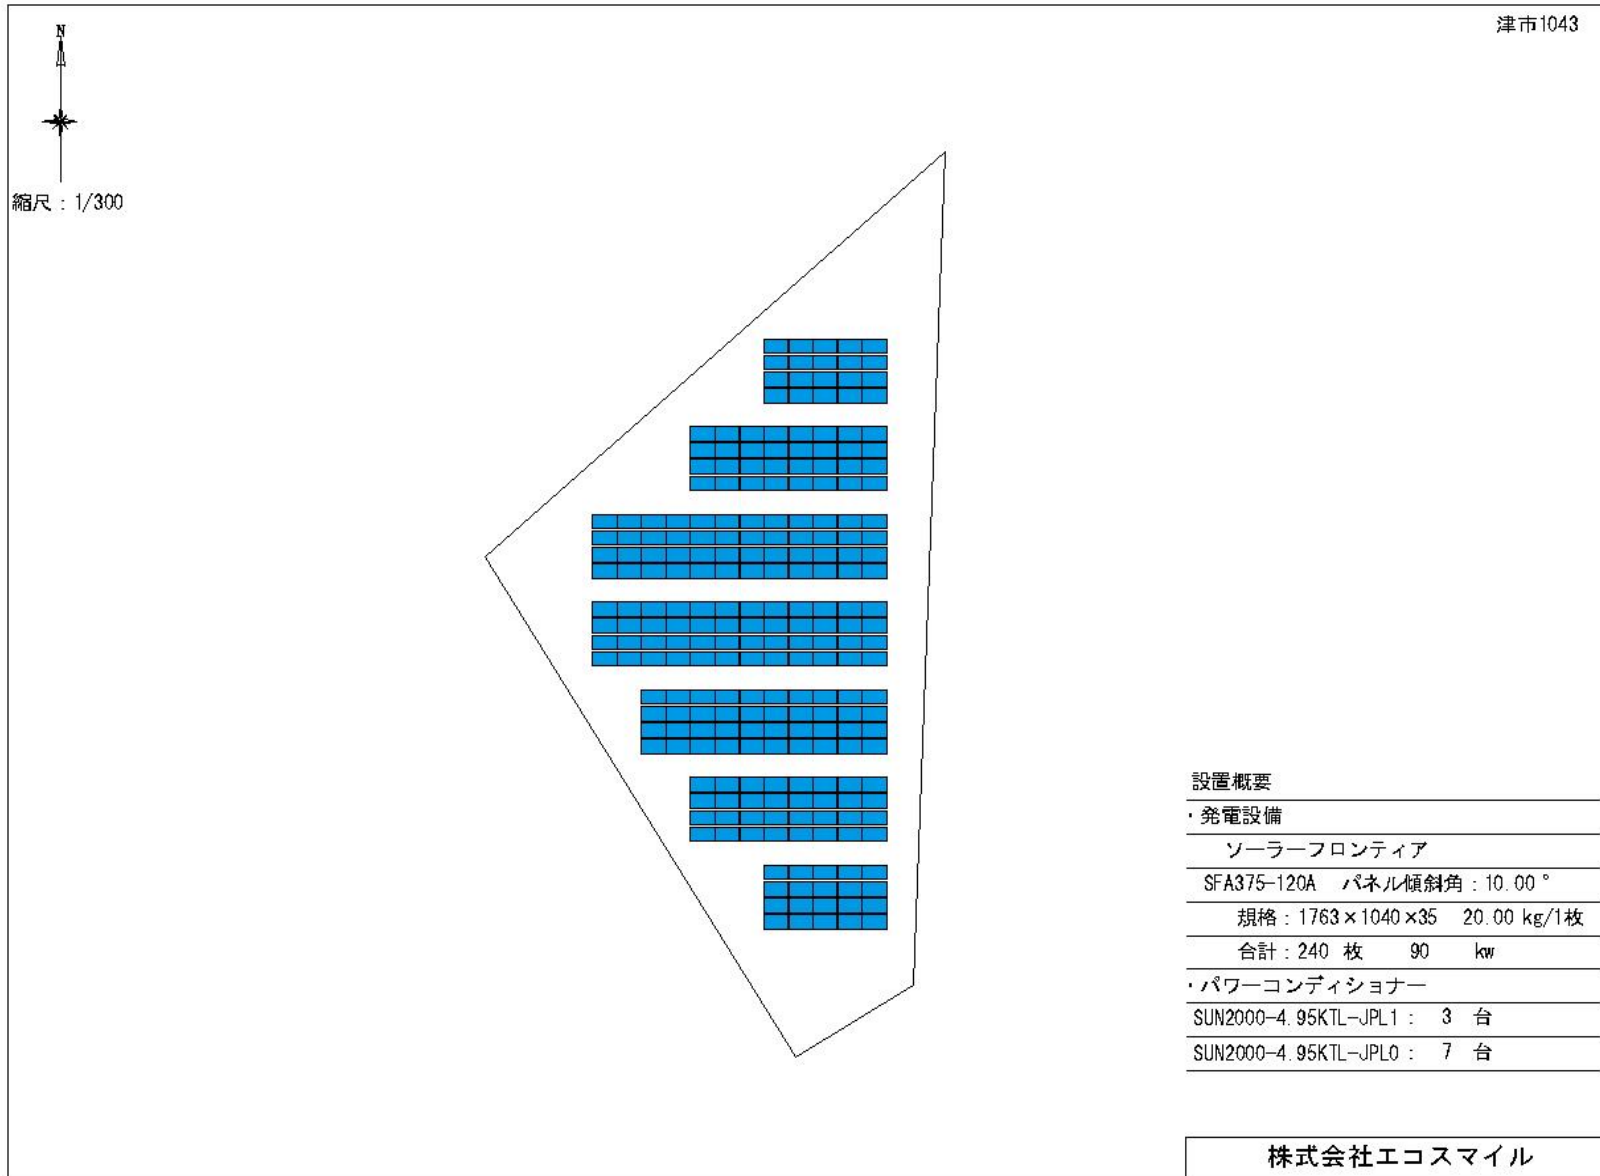 津市1043
N
縮尺：1/300
設置概要
・発電設備
ソーラーフロンティア
SFA375-120A パネル傾斜角：10.00°
規格：1763×1040×35 20.00 kg/1枚
合計：240 枚 90 kw
・パワーコンディショナー
SUN2000-4.95KTL-JPL1： 3 台
SUN2000-4.95KTL-JPL0： 7 台
株式会社エコスマイル